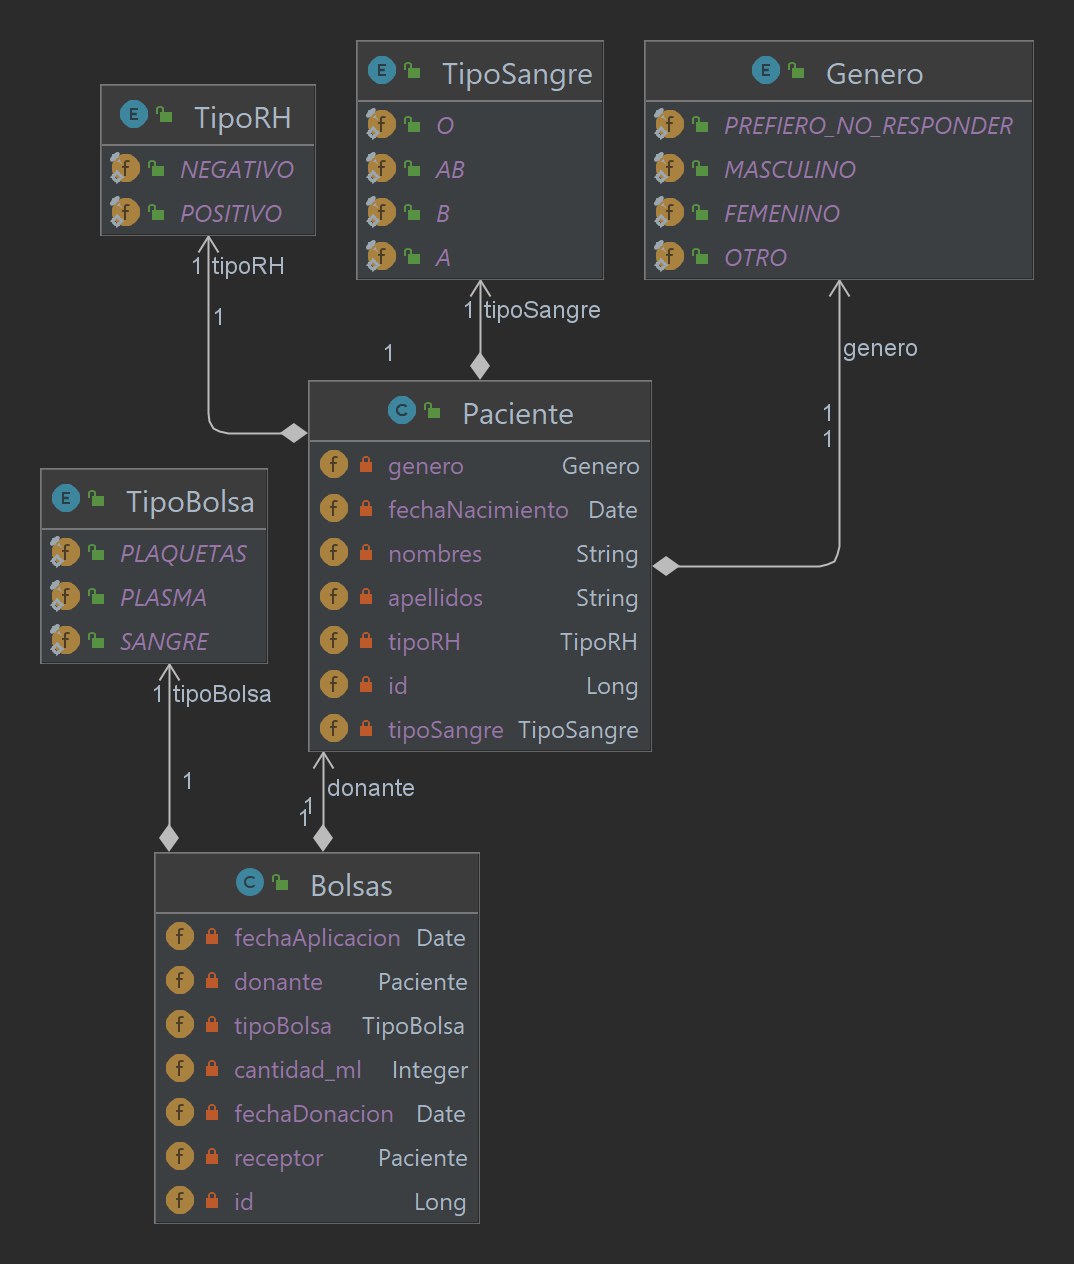 E TipoRH
f NEGATIVO
f POSITIVO
1 tipoRH
1
E TipoSangre
f O
f AB
f B
f A
1 tipoSangre
1
E Genero
f PREFIERO_NO_RESPONDER
f MASCULINO
f FEMENINO
f OTRO
genero
1
1
C Paciente
f genero Genero
f fechaNacimiento Date
f nombres String
f apellidos String
f tipoRH TipoRH
f id Long
f tipoSangre TipoSangre
E TipoBolsa
f PLAQUETAS
f PLASMA
f SANGRE
1 tipoBolsa
1
donante
1
1
C Bolsas
f fechaAplicacion Date
f donante Paciente
f tipoBolsa TipoBolsa
f cantidad_ml Integer
f fechaDonacion Date
f receptor Paciente
f id Long